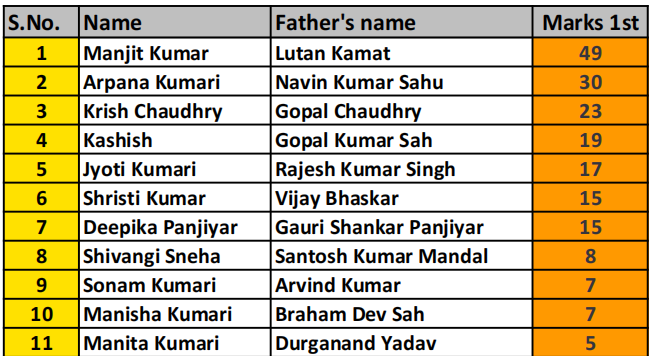 S.No. Name Father's name Marks 1st
1 Manjit Kumar Lutan Kamat 49
2 Arpana Kumari Navin Kumar Sahu 30
3 Krish Chaudhry Gopal Chaudhry 23
4 Kashish Gopal Kumar Sah 19
5 Jyoti Kumari Rajesh Kumar Singh 17
6 Shristi Kumar Vijay Bhaskar 15
7 Deepika Panjiyar Gauri Shankar Panjiyar 15
8 Shivangi Sneha Santosh Kumar Mandal 8
9 Sonam Kumari Arvind Kumar 7
10 Manisha Kumari Braham Dev Sah 7
11 Manita Kumari Durganand Yadav 5